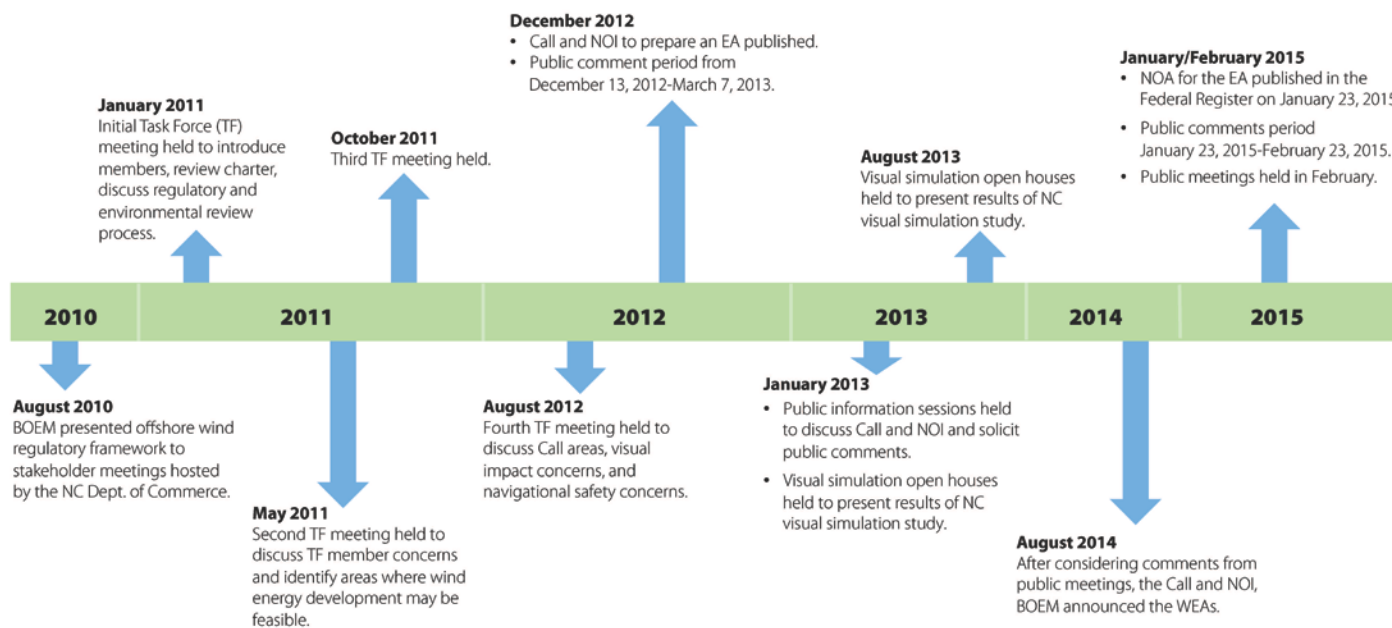 December 2012
• Call and NOI to prepare an EA published.
• Public comment period from
December 13, 2012-March 7, 2013.
January/February 2015
• NOA for the EA published in the
Federal Register on January 23, 2015
• Public comments period
January 23, 2015-February 23, 2015.
• Public meetings held in February.
January 2011
Initial Task Force (TF)
meeting held to introduce
members, review charter,
discuss regulatory and
environmental review
process.
October 2011
Third TF meeting held.
August 2013
Visual simulation open houses
held to present results of NC
visual simulation study.
2010
2011
2012
2013
2014
2015
August 2010
BOEM presented offshore wind
regulatory framework to
stakeholder meetings hosted
by the NC Dept. of Commerce.
May 2011
Second TF meeting held to
discuss TF member concerns
and identify areas where wind
energy development may be
feasible.
August 2012
Fourth TF meeting held to
discuss Call areas, visual
impact concerns, and
navigational safety concerns.
January 2013
• Public information sessions held
to discuss Call and NOI and solicit
public comments.
• Visual simulation open houses
held to present results of NC
visual simulation study.
August 2014
After considering comments from
public meetings, the Call and NOI,
BOEM announced the WEAs.